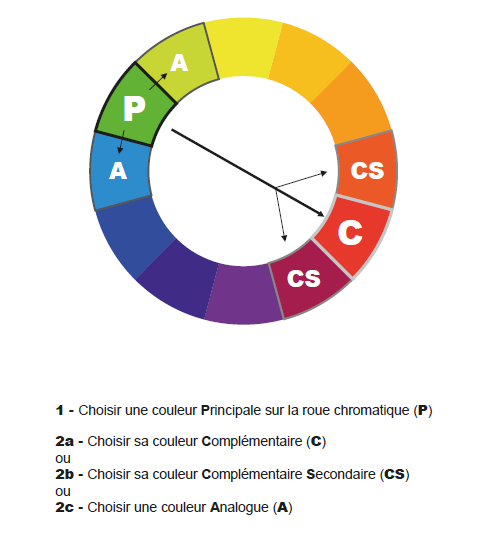 A
P
A
CS
C
CS
1 - Choisir une couleur Principale sur la roue chromatique (P)
2a - Choisir sa couleur Complémentaire (C)
ou
2b - Choisir sa couleur Complémentaire Secondaire (CS)
ou
2c - Choisir une couleur Analogue (A)